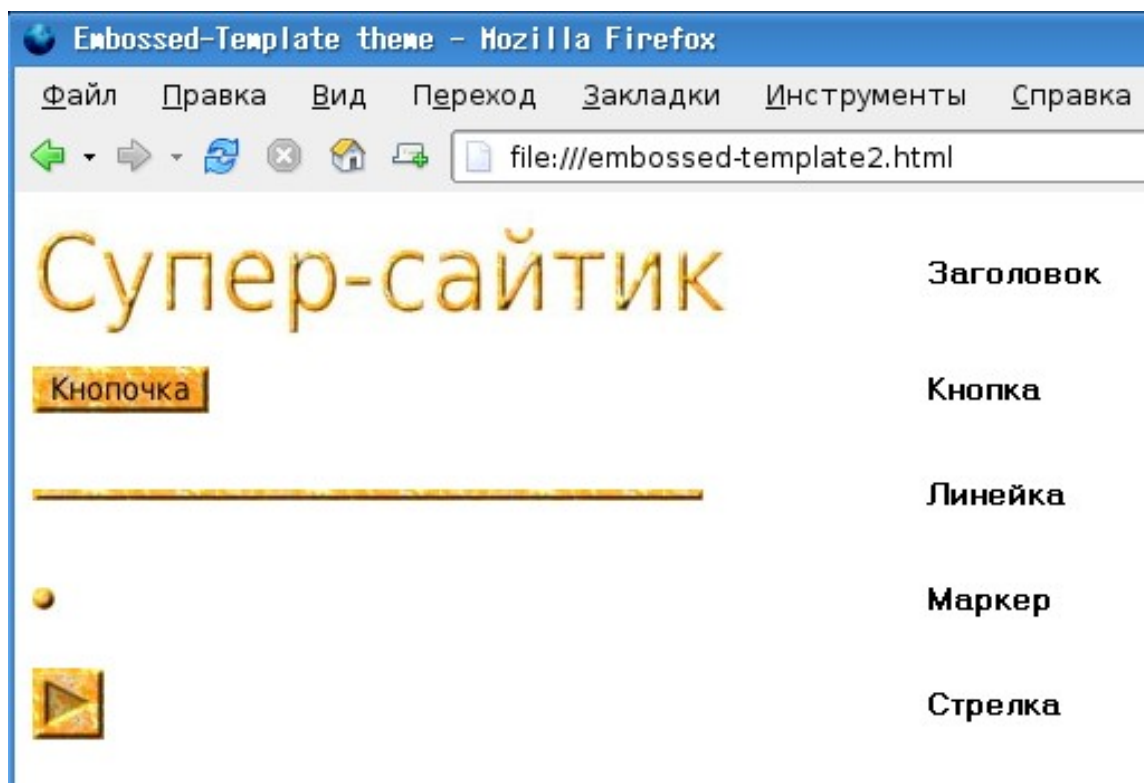 Embossed-Template theme - Mozilla Firefox
Файл Правка Вид Переход Закладки Инструменты Справка
file:///embossed-template2.html
Супер-сайтик Заголовок
Кнопочка Кнопка
Линейка
Маркер
Стрелка